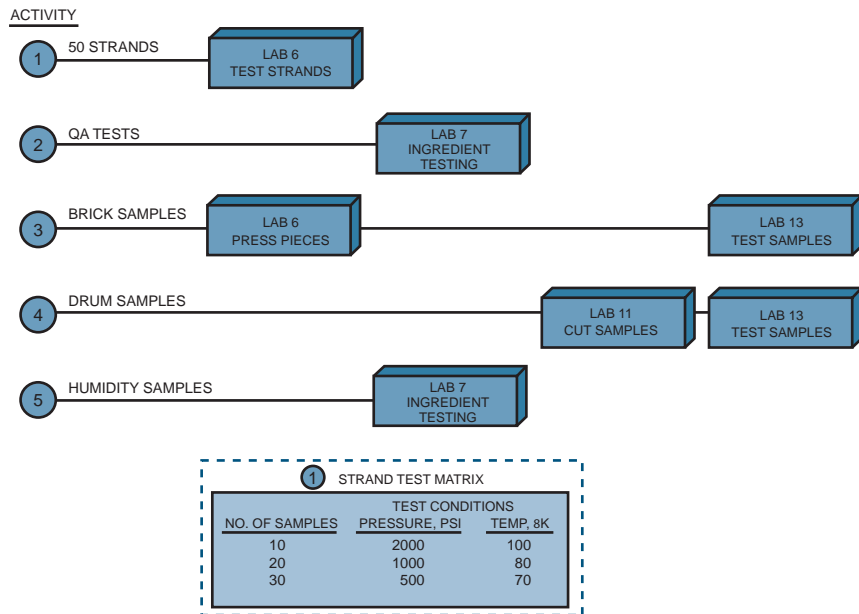 ACTIVITY
1 50 STRANDS
LAB 6
TEST STRANDS
2 QA TESTS
LAB 7
INGREDIENT
TESTING
3 BRICK SAMPLES
LAB 6
PRESS PIECES
LAB 13
TEST SAMPLES
4 DRUM SAMPLES
LAB 11
CUT SAMPLES
LAB 13
TEST SAMPLES
5 HUMIDITY SAMPLES
LAB 7
INGREDIENT
TESTING
1 STRAND TEST MATRIX
TEST CONDITIONS
NO. OF SAMPLES PRESSURE, PSI TEMP, 8K
10 2000 100
20 1000 80
30 500 70